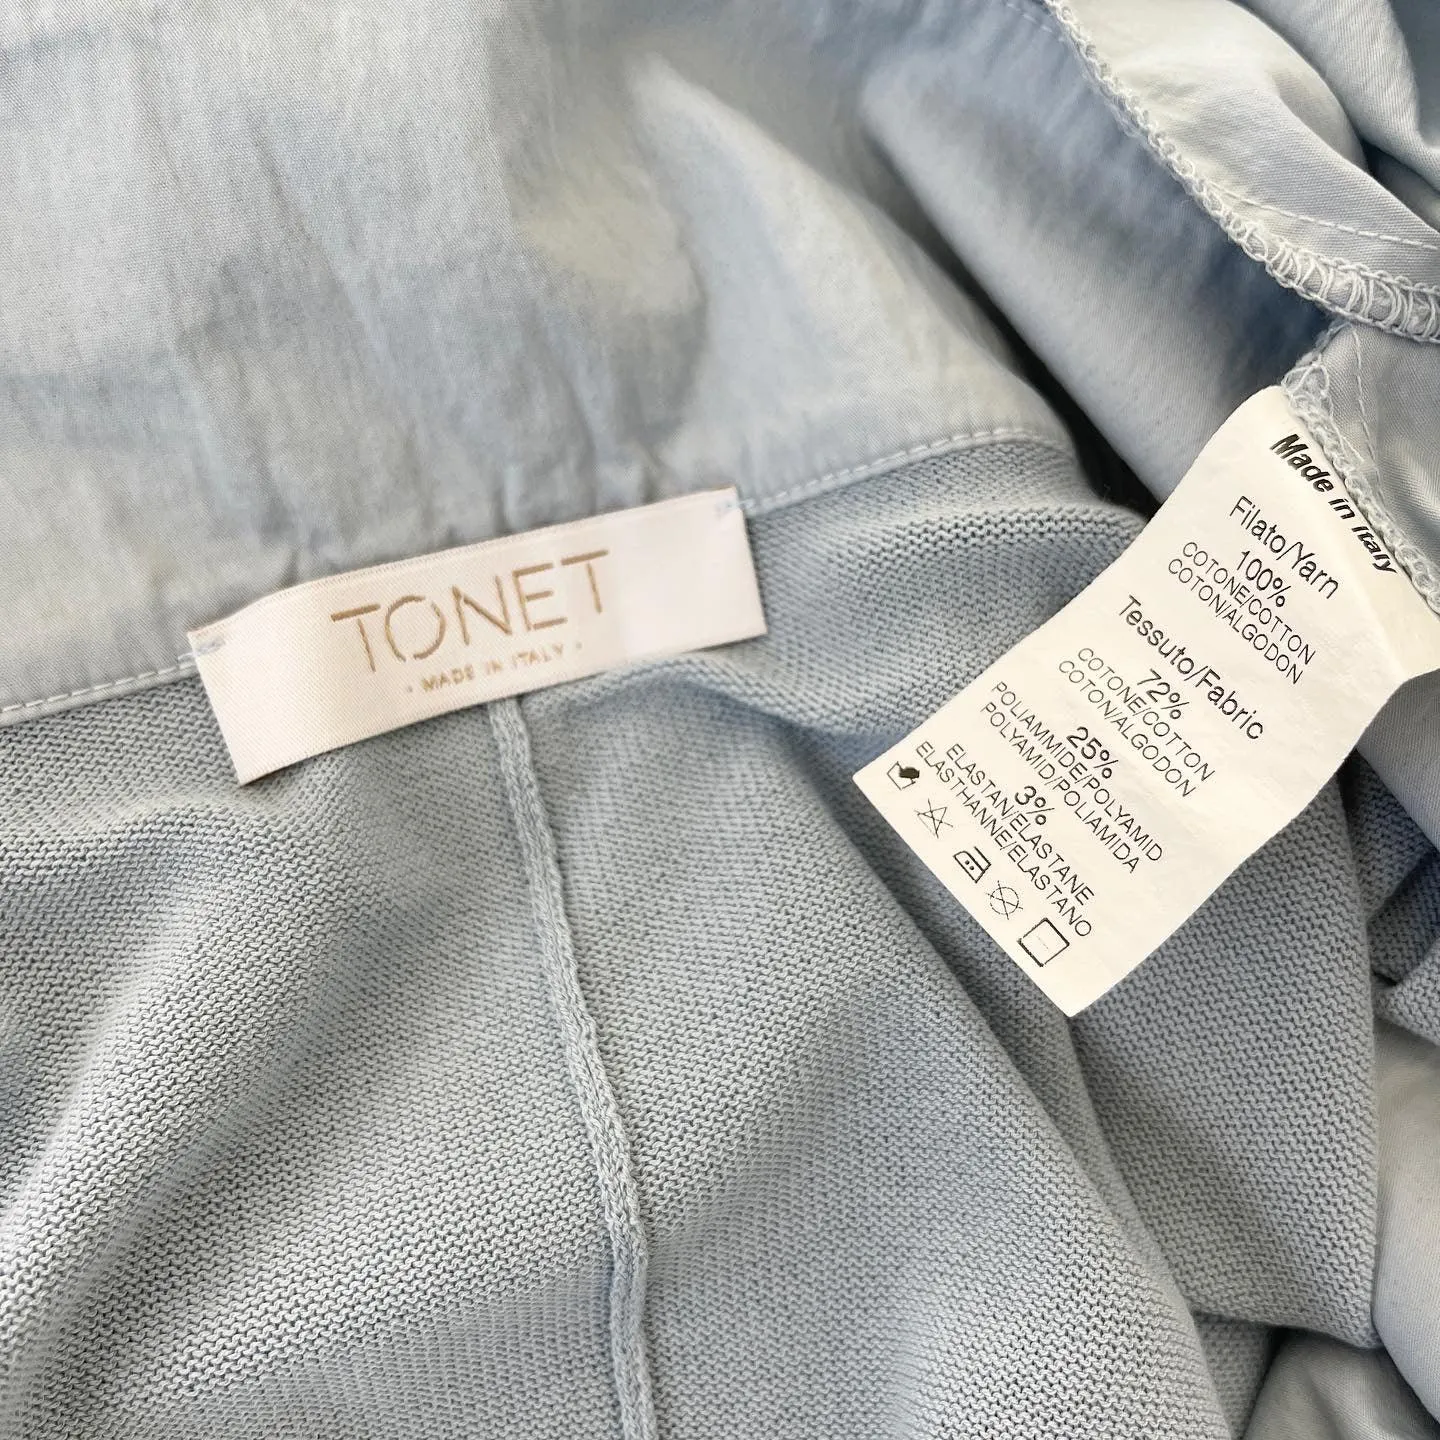 TONET
· MADE IN ITALY ·
Made in Italy
Filato/Yarn
100%
COTONE/COTTON
COTON/ALGODON
Tessuto/Fabric
72%
COTONE/COTTON
COTON/ALGODON
25%
POLIAMMIDE/POLYAMID
POLYAMID/POLIAMIDA
3%
ELASTAN/ELASTANE
ELASTHANNE/ELASTANO